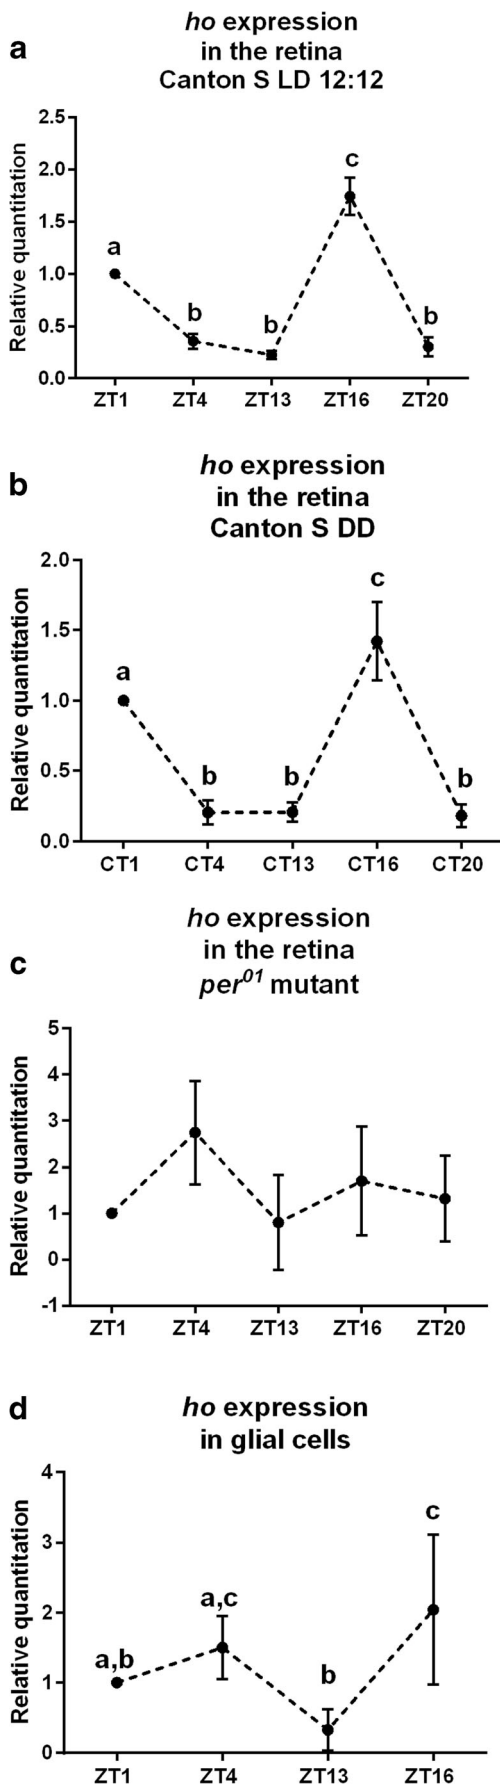 a
ho expression
in the retina
Canton S LD 12:12
Relative quantitation
2.5
2.0
1.5
1.0
0.5
0.0
a
b
b
c
b
ZT1 ZT4 ZT13 ZT16 ZT20
b
ho expression
in the retina
Canton S DD
Relative quantitation
2.0
1.5
1.0
0.5
0.0
a
b
b
c
b
CT1 CT4 CT13 CT16 CT20
c
ho expression
in the retina
per01 mutant
Relative quantitation
5
4
3
2
1
0
-1
ZT1 ZT4 ZT13 ZT16 ZT20
d
ho expression
in glial cells
Relative quantitation
4
3
2
1
0
a,b
a,c
b
c
ZT1 ZT4 ZT13 ZT16